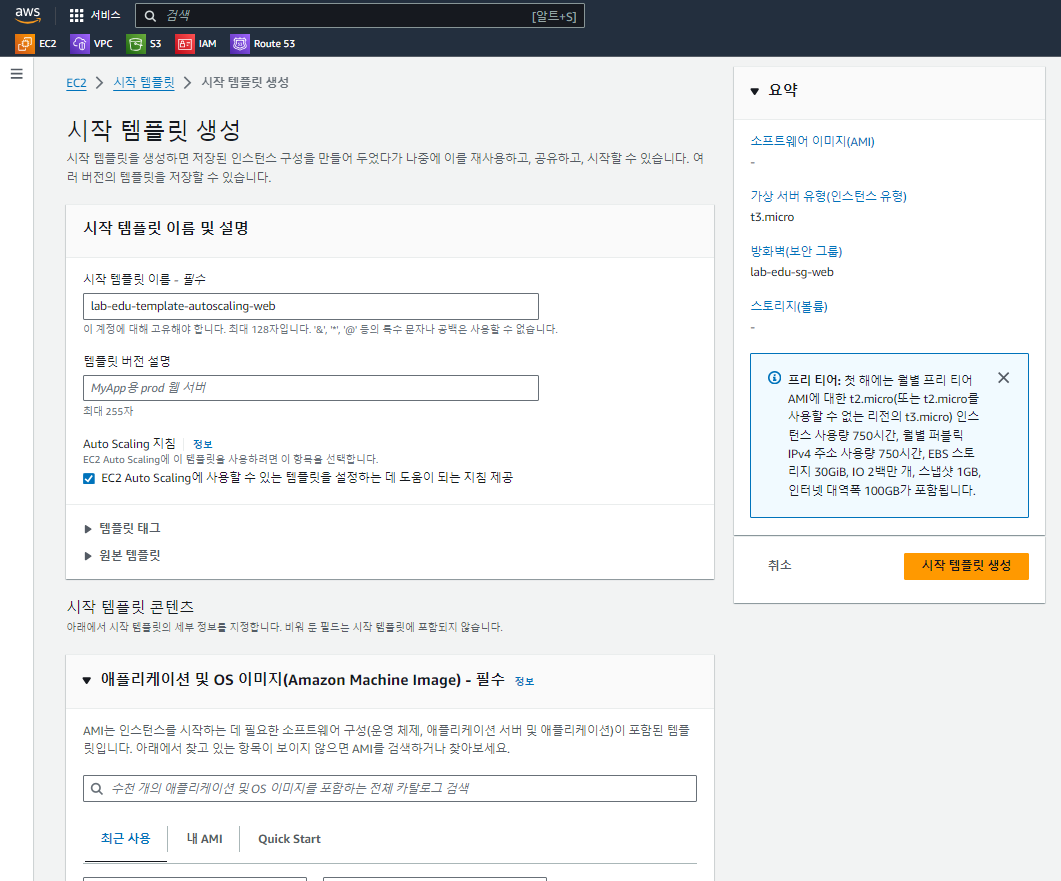 aws
서비스
검색
[알트+S]
EC2
VPC
S3
IAM
Route 53
EC2 > 시작 템플릿 > 시작 템플릿 생성
시작 템플릿 생성
시작 템플릿을 생성하면 저장된 인스턴스 구성을 만들어 두었다가 나중에 이를 재사용하고, 공유하고, 시작할 수 있습니다. 여
러 버전의 템플릿을 저장할 수 있습니다.
시작 템플릿 이름 및 설명
시작 템플릿 이름 - 필수
lab-edu-template-autoscaling-web
이 계정에 대해 고유해야 합니다. 최대 128자입니다. '&', '*', '@' 등의 특수 문자나 공백은 사용할 수 없습니다.
템플릿 버전 설명
MyApp용 prod 웹 서버
최대 255자
Auto Scaling 지침
정보
EC2 Auto Scaling에 이 템플릿을 사용하려면 이 항목을 선택합니다.
EC2 Auto Scaling에 사용할 수 있는 템플릿을 설정하는 데 도움이 되는 지침 제공
템플릿 태그
원본 템플릿
시작 템플릿 콘텐츠
아래에서 시작 템플릿의 세부 정보를 지정합니다. 비워 둔 필드는 시작 템플릿에 포함되지 않습니다.
애플리케이션 및 OS 이미지(Amazon Machine Image) - 필수 정보
AMI는 인스턴스를 시작하는 데 필요한 소프트웨어 구성(운영 체제, 애플리케이션 서버 및 애플리케이션)이 포함된 템플
릿입니다. 아래에서 찾고 있는 항목이 보이지 않으면 AMI를 검색하거나 찾아보세요.
수천 개의 애플리케이션 및 OS 이미지를 포함하는 전체 카탈로그 검색
최근 사용
내 AMI
Quick Start
요약
소프트웨어 이미지(AMI)
-
가상 서버 유형(인스턴스 유형)
t3.micro
방화벽(보안 그룹)
lab-edu-sg-web
스토리지(볼륨)
-
프리 티어: 첫 해에는 월별 프리 티어
AMI에 대한 t2.micro(또는 t2.micro를
사용할 수 없는 리전의 t3.micro) 인스
턴스 사용량 750시간, 월별 퍼블릭
IPv4 주소 사용량 750시간, EBS 스토
리지 30GiB, IO 2백만 개, 스냅샷 1GB,
인터넷 대역폭 100GB가 포함됩니다.
취소
시작 템플릿 생성